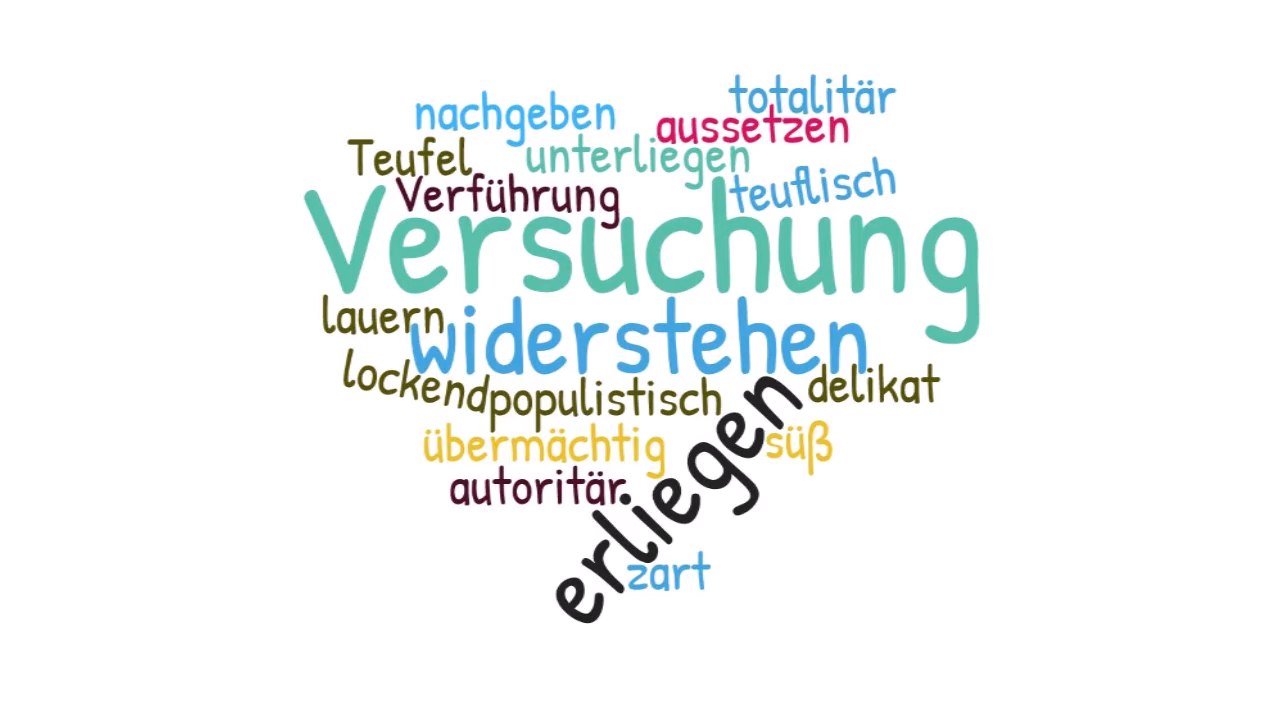 totalitär
nachgeben
aussetzen
Teufel
unterliegen
Verführung
teuflisch
Versuchung
lauern
widerstehen
lockend
populistisch
delikat
übermächtig
süß
autoritär
erliegen
zart